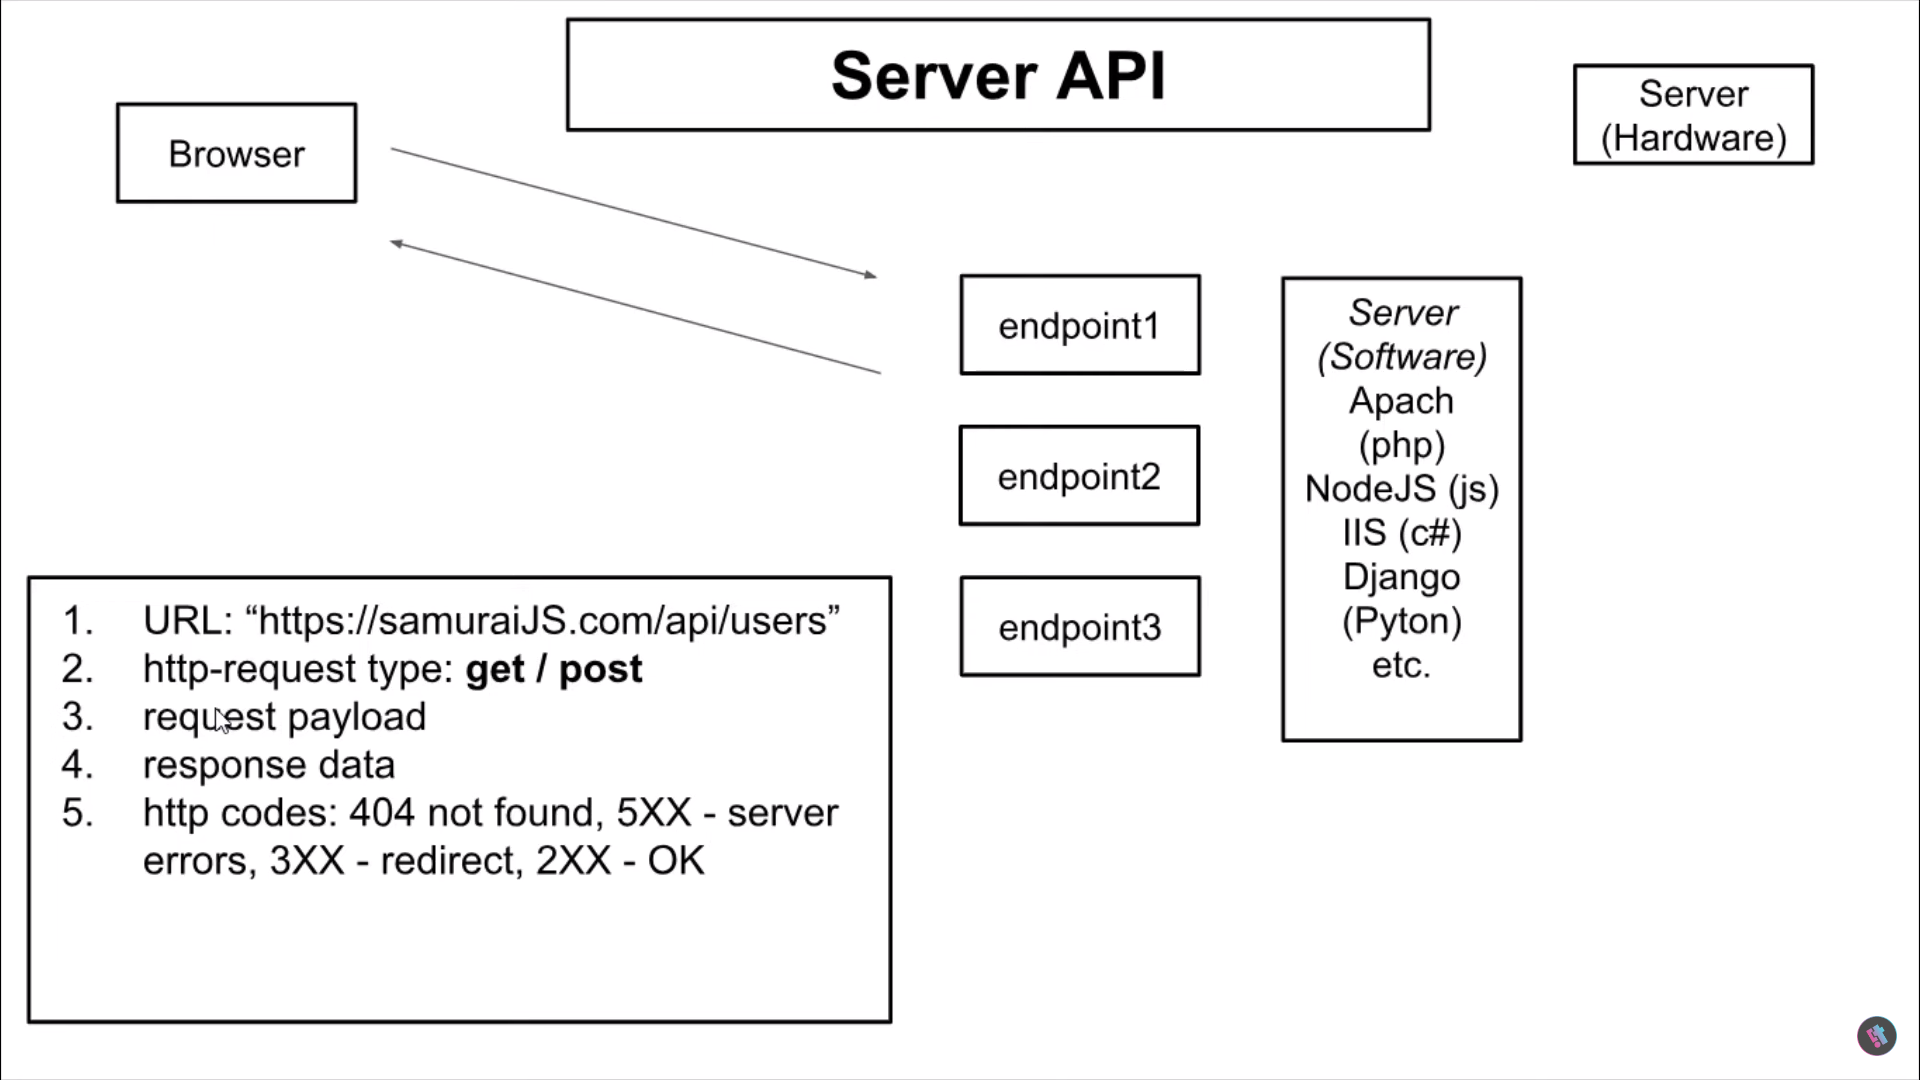 Server API
Browser
Server
(Hardware)
endpoint1
endpoint2
endpoint3
Server
(Software)
Apach
(php)
NodeJS (js)
IIS (c#)
Django
(Pyton)
etc.
1. URL: “https://samuraiJS.com/api/users”
2. http-request type: get / post
3. request payload
4. response data
5. http codes: 404 not found, 5XX - server
errors, 3XX - redirect, 2XX - OK